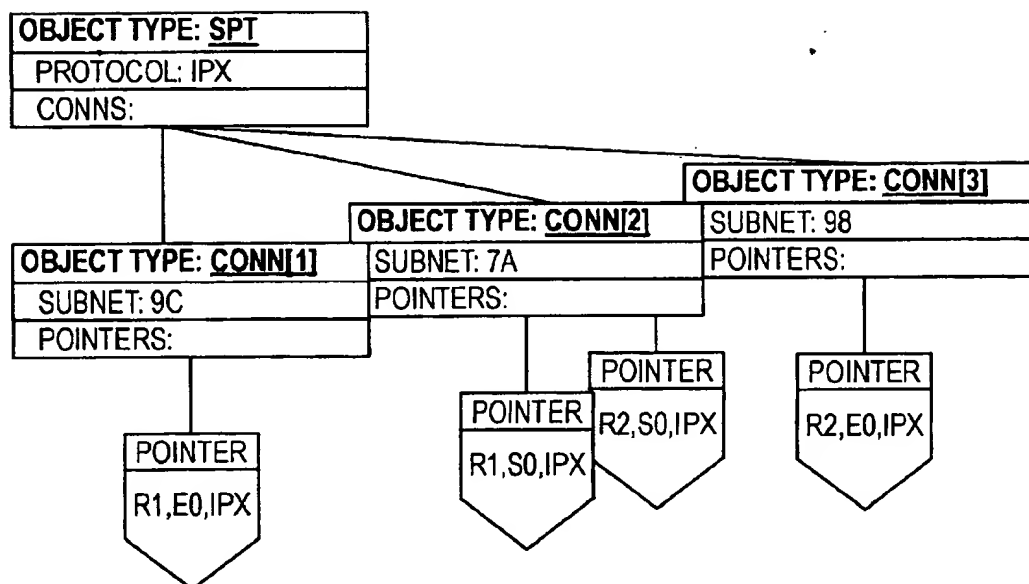 OBJECT TYPE: SPT
PROTOCOL: IPX
CONNS:
OBJECT TYPE: CONN[3]
SUBNET: 98
POINTERS:
OBJECT TYPE: CONN[2]
SUBNET: 7A
POINTERS:
OBJECT TYPE: CONN[1]
SUBNET: 9C
POINTERS:
POINTER
R1,E0,IPX
POINTER
R1,S0,IPX
POINTER
R2,S0,IPX
POINTER
R2,E0,IPX